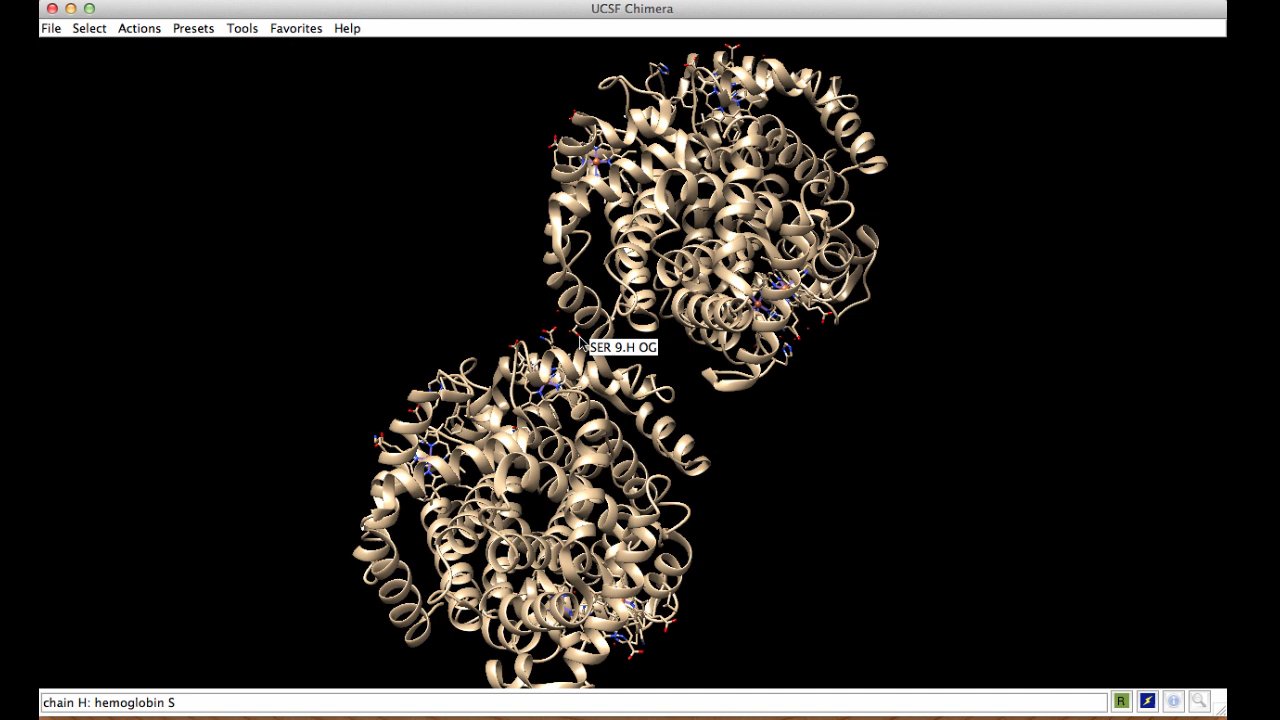 UCSF Chimera
File Select Actions Presets Tools Favorites Help
SER 9.H OG
chain H: hemoglobin S
R